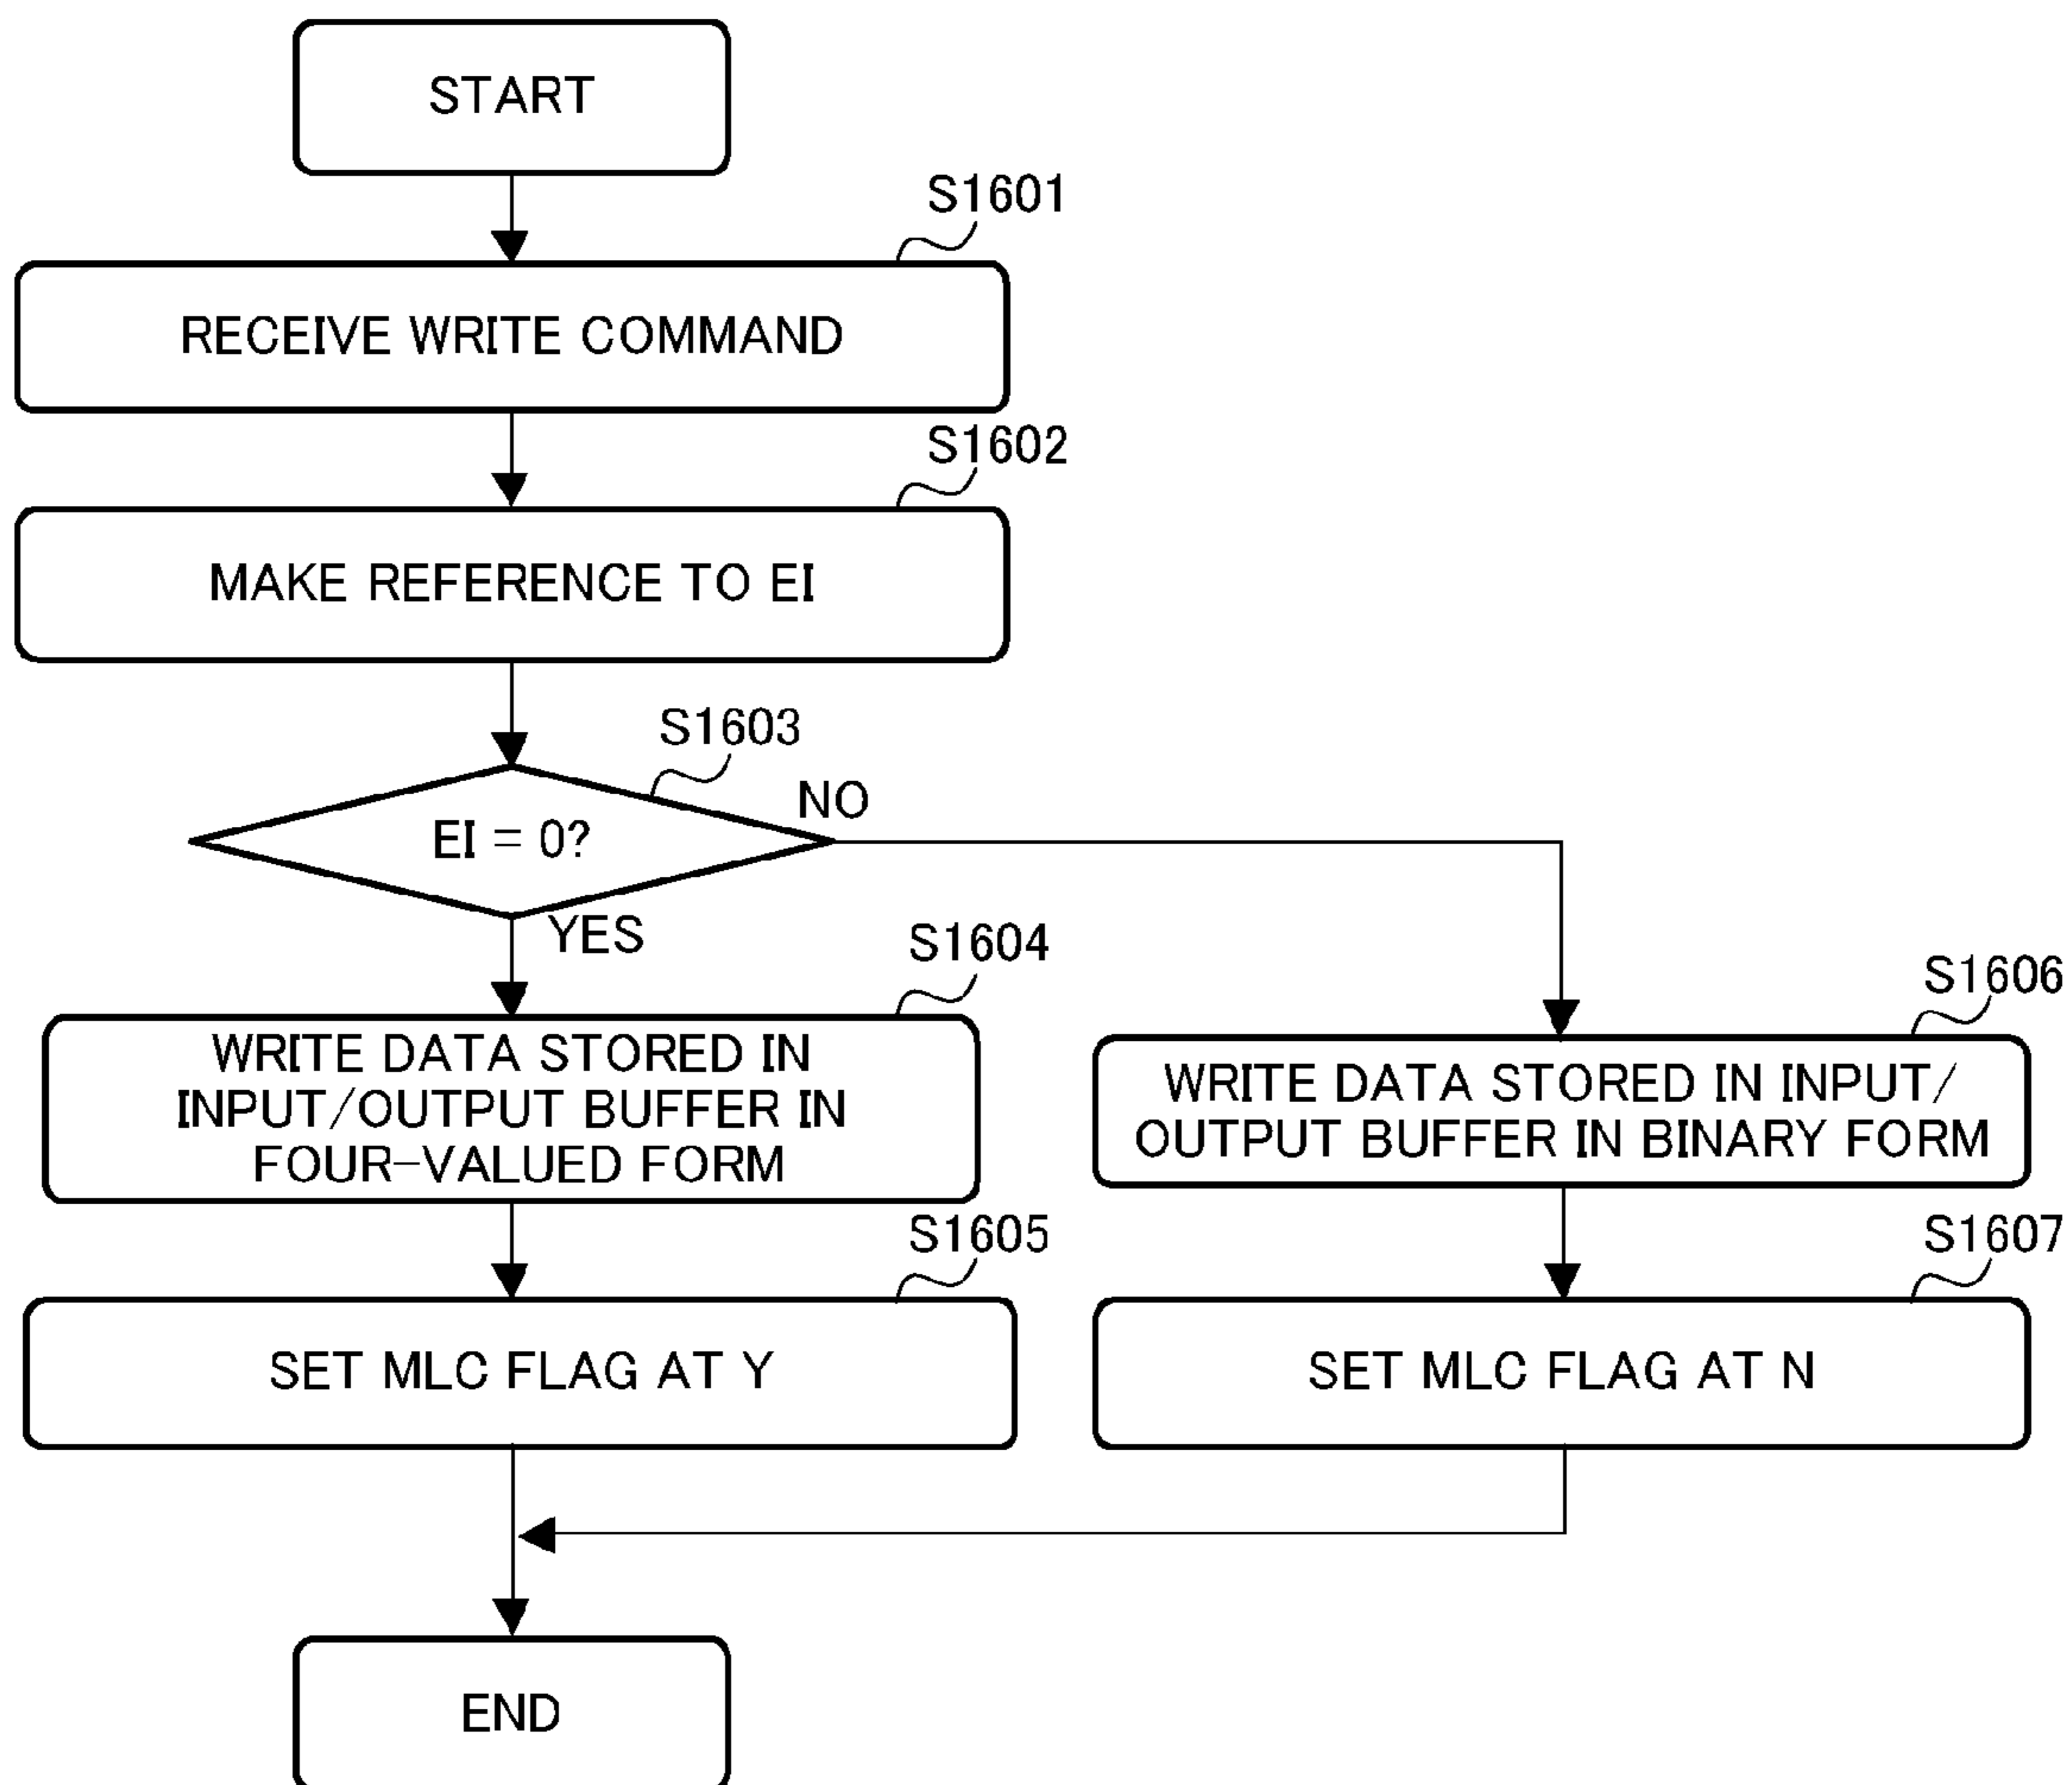 START
S1601
RECEIVE WRITE COMMAND
S1602
MAKE REFERENCE TO EI
S1603
EI = 0?
NO
YES
S1604
WRITE DATA STORED IN
INPUT/OUTPUT BUFFER IN
FOUR-VALUED FORM
S1606
WRITE DATA STORED IN INPUT/
OUTPUT BUFFER IN BINARY FORM
S1605
SET MLC FLAG AT Y
S1607
SET MLC FLAG AT N
END